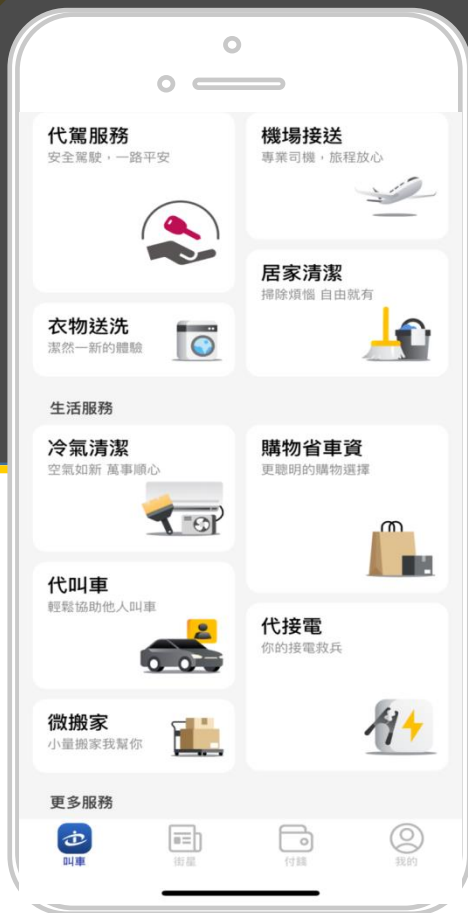 代駕服務
安全駕駛，一路平安
機場接送
專業司機，旅程放心
居家清潔
掃除煩惱 自由就有
衣物送洗
潔然一新的體驗
生活服務
冷氣清潔
空氣如新 萬事順心
購物省車資
更聰明的購物選擇
代叫車
輕鬆協助他人叫車
代接電
你的接電救兵
微搬家
小量搬家我幫你
更多服務
叫車
街星
付錢
我的